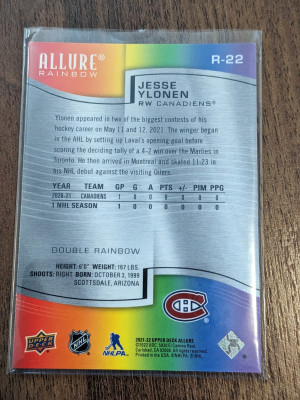 ALLURE®
RAINBOW
R-22
JESSE
YLONEN
RW CANADIENS®
Ylonen appeared in two of the biggest contests of his
hockey career on May 11 and 12, 2021. The winger began
in the AHL by setting up Laval's opening goal before
scoring the deciding tally of a 4-2 win over the Marlies in
Toronto. He then arrived in Montreal and skated 11:23 in
his NHL debut against the visiting Oilers.
YEAR TEAM GP G A PTS +/- PIM PPG
2020-21 CANADIENS 1 0 0 0 0 0 0
1 NHL SEASON 1 0 0 0 0 0 0
DOUBLE RAINBOW
HEIGHT: 6'0" WEIGHT: 167 LBS.
SHOOTS: RIGHT BORN: OCTOBER 3, 1999
SCOTTSDALE, ARIZONA
UPPER DECK
NHL
NHLPA
2021-22 UPPER DECK ALLURE
Printed in the USA. ©NHLPA. © NHL.